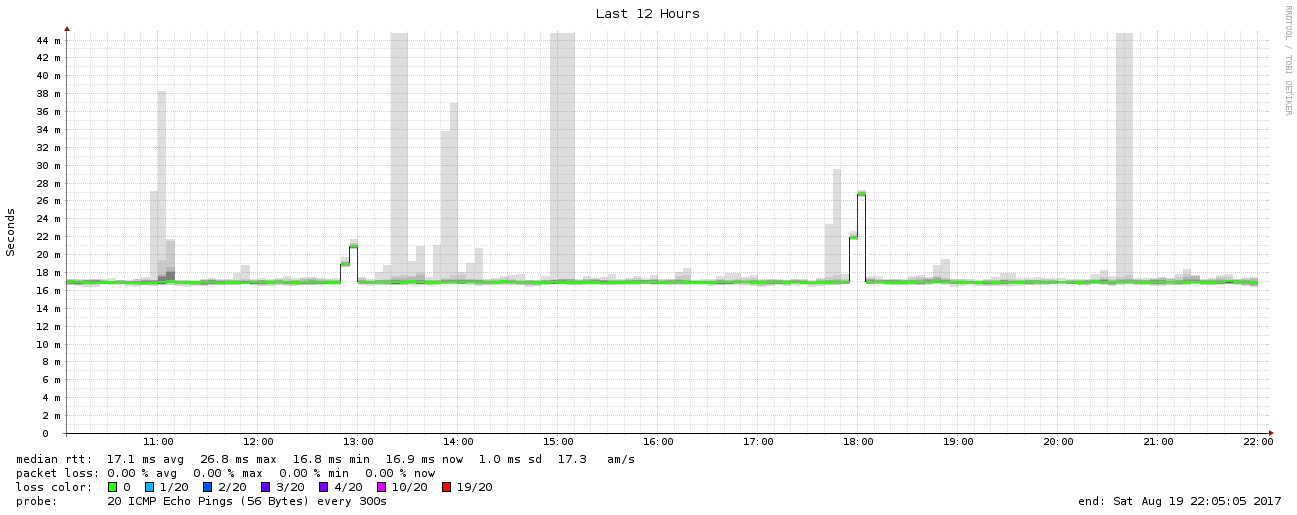 Last 12 Hours
RRDTOOL / TOBI OETIKER
Seconds
44 m
42 m
40 m
38 m
36 m
34 m
32 m
30 m
28 m
26 m
24 m
22 m
20 m
18 m
16 m
14 m
12 m
10 m
8 m
6 m
4 m
2 m
0
11:00 12:00 13:00 14:00 15:00 16:00 17:00 18:00 19:00 20:00 21:00 22:00
median rtt: 17.1 ms avg 26.8 ms max 16.8 ms min 16.9 ms now 1.0 ms sd 17.3 am/s
packet loss: 0.00 % avg 0.00 % max 0.00 % min 0.00 % now
loss color: 0 1/20 2/20 3/20 4/20 10/20 19/20
probe: 20 ICMP Echo Pings (56 Bytes) every 300s end: Sat Aug 19 22:05:05 2017